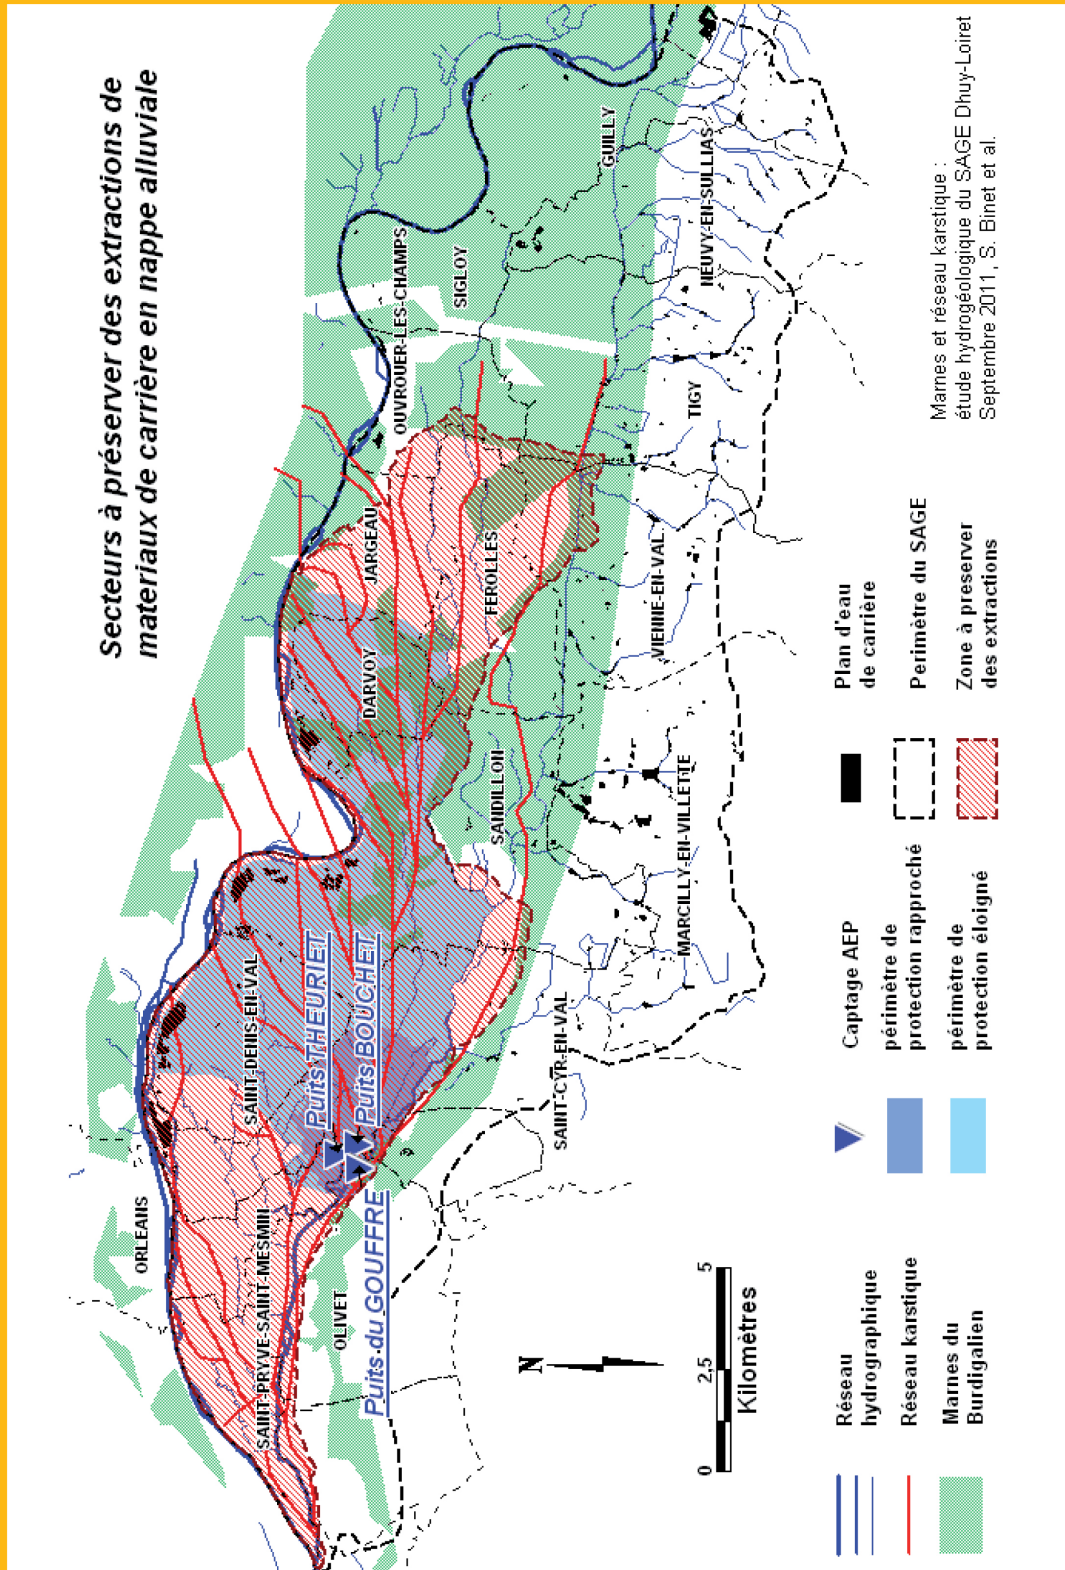 Secteurs à préserver des extractions de
materiaux de carrière en nappe alluviale
ORLEANS
SAINT-PRYVE-SAINT-MESMIN
OLIVET
Puits du GOUFFRE
SAINT-DENIS-EN-VAL
Puits THEURIET
Puits BOUCHET
SAINT-CYR-EN-VAL
SANDILLON
MARCILLY-EN-VILLETTE
DARVOY
JARGEAU
FEROLLES
VIENNE-EN-VAL
OUVROUER-LES-CHAMPS
SIGLOY
TIGY
GUILLY
NEUVY-EN-SULLIAS
N
0 2,5 5
Kilomètres
Réseau
hydrographique
Réseau karstique
Marnes du
Burdigalien
Captage AEP
périmètre de
protection rapproché
périmètre de
protection éloigné
Plan d'eau
de carrière
Perimètre du SAGE
Zone à preserver
des extractions
Marnes et réseau karstique :
étude hydrogéologique du SAGE Dhuy-Loiret
Septembre 2011, S. Binet et al.